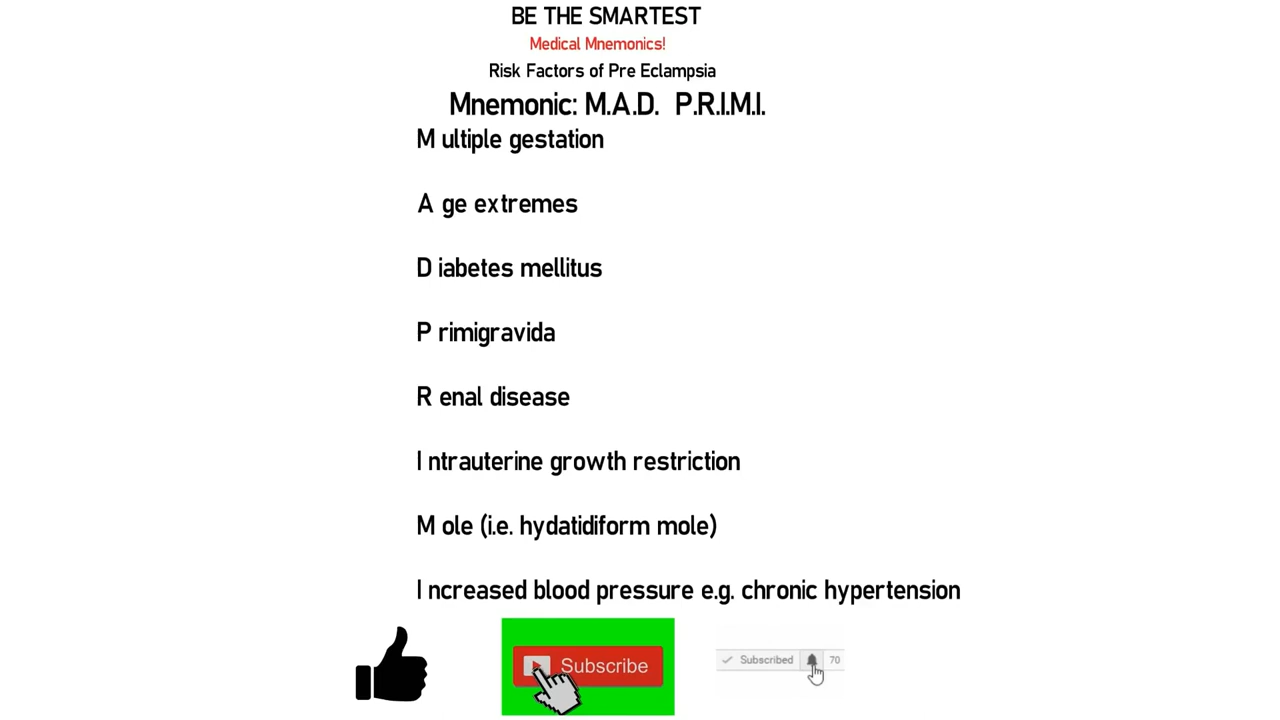 BE THE SMARTEST
Medical Mnemonics!
Risk Factors of Pre Eclampsia
Mnemonic: M.A.D. P.R.I.M.I.
M ultiple gestation
A ge extremes
D iabetes mellitus
P rimigravida
R enal disease
I ntrauterine growth restriction
M ole (i.e. hydatidiform mole)
I ncreased blood pressure e.g. chronic hypertension
Subscribe
Subscribed 70